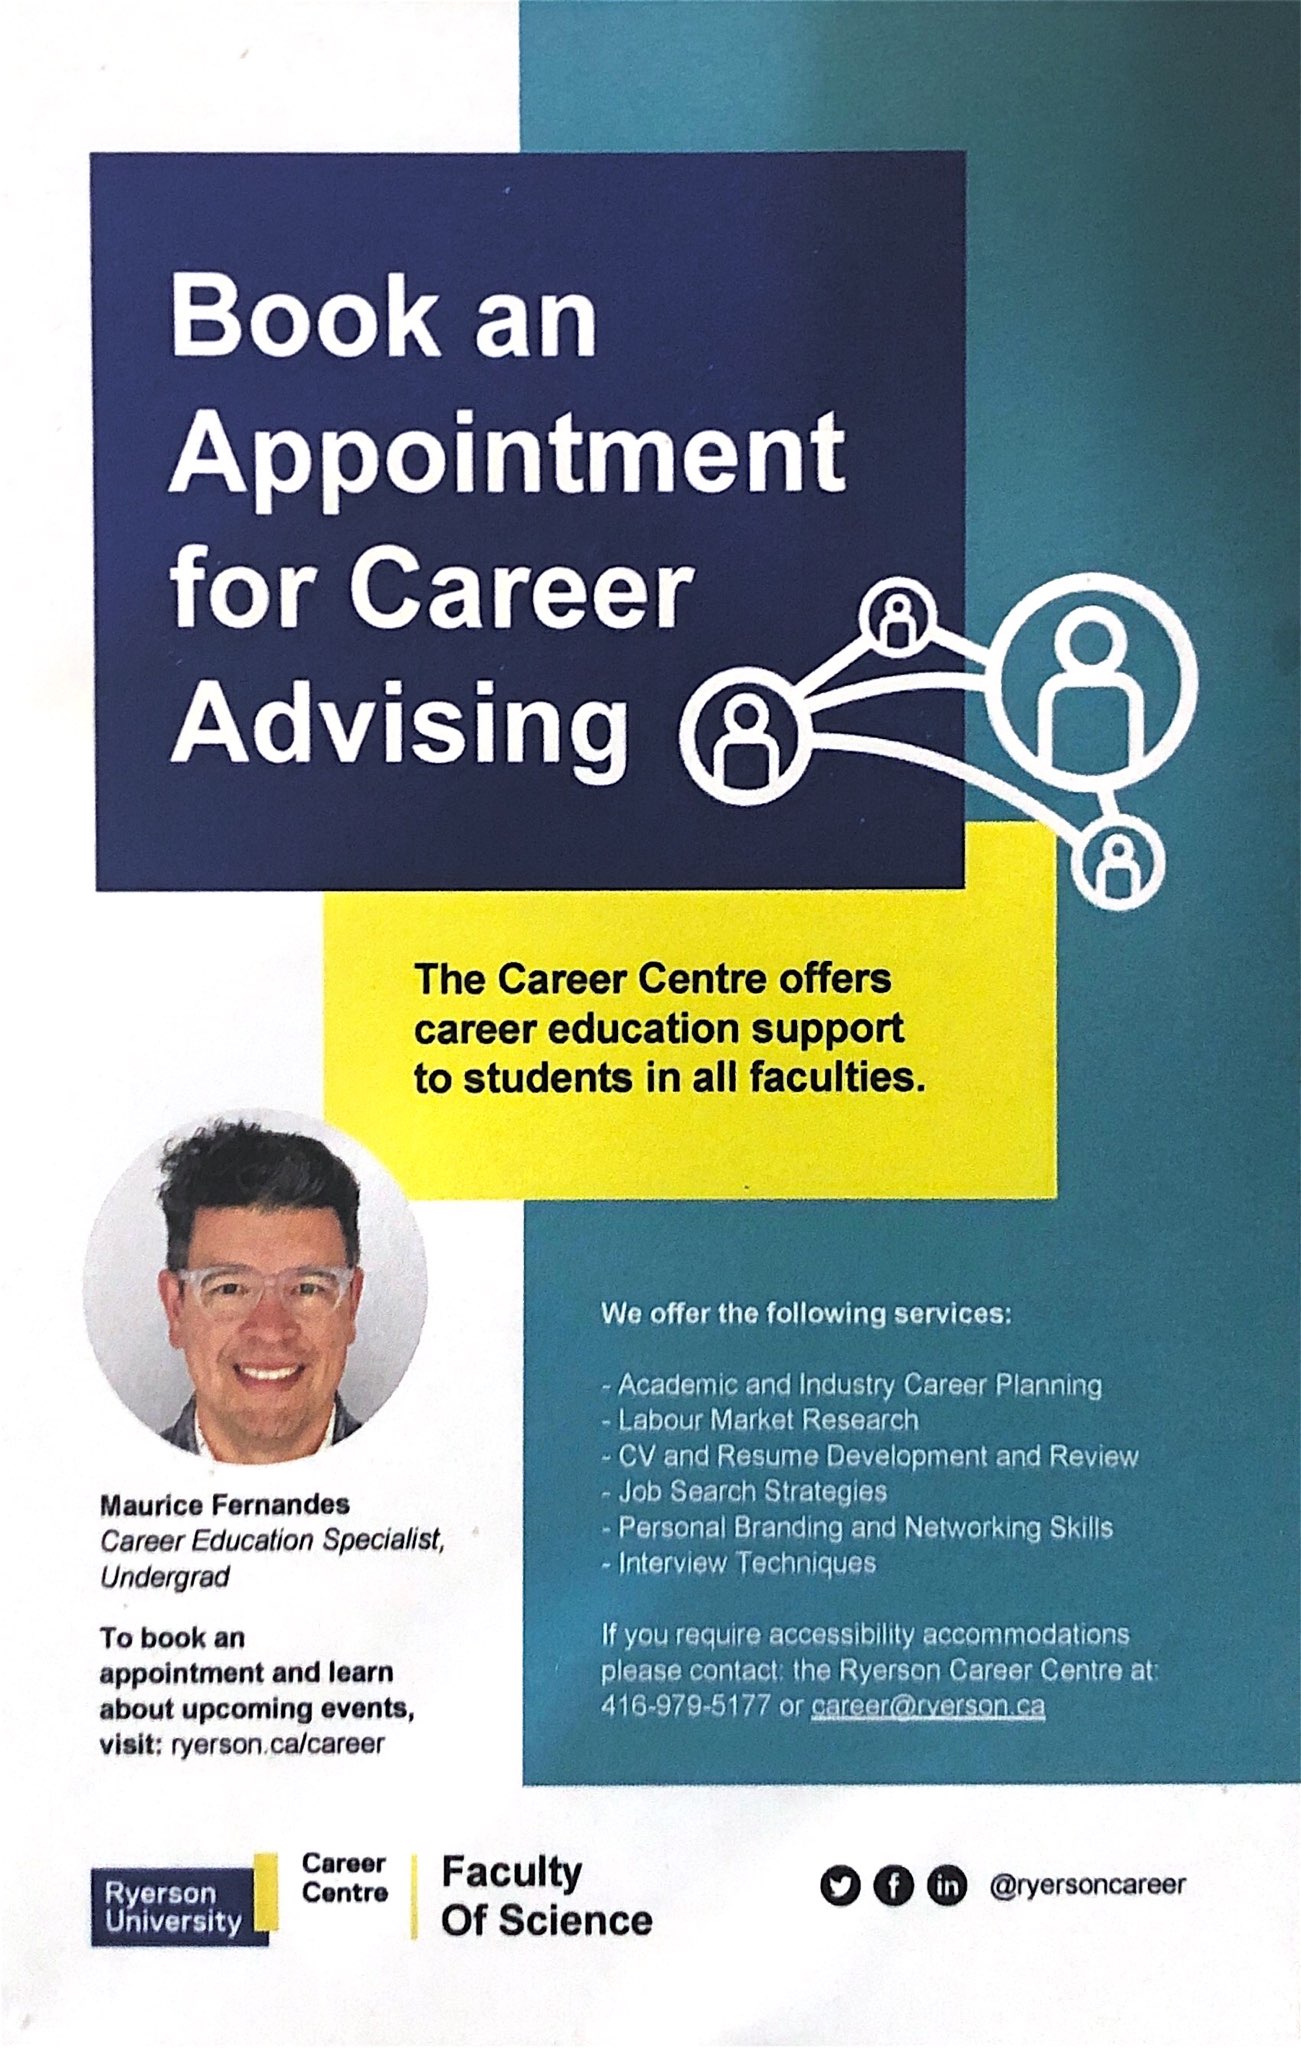 Book an
Appointment
for Career
Advising
The Career Centre offers
career education support
to students in all faculties.
Maurice Fernandes
Career Education Specialist,
Undergrad
To book an
appointment and learn
about upcoming events,
visit: ryerson.ca/career
We offer the following services:
- Academic and Industry Career Planning
- Labour Market Research
- CV and Resume Development and Review
- Job Search Strategies
- Personal Branding and Networking Skills
- Interview Techniques
If you require accessibility accommodations
please contact: the Ryerson Career Centre at:
416-979-5177 or career@ryerson.ca
Ryerson
University
Career
Centre
Faculty
Of Science
@ryersoncareer